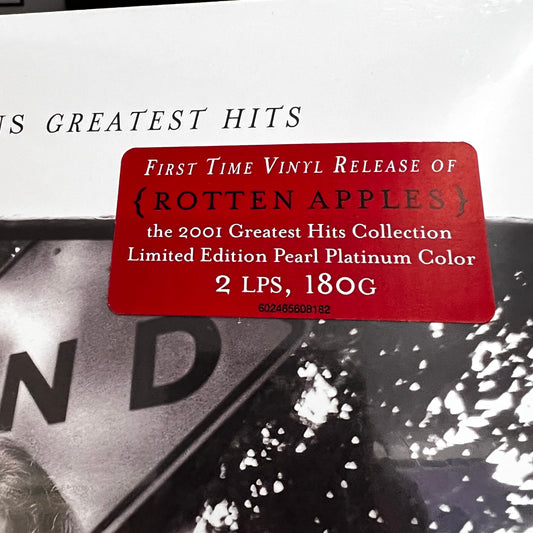 NS GREATEST HITS
FIRST TIME VINYL RELEASE OF
{ROTTEN APPLES}
the 2001 Greatest Hits Collection
Limited Edition Pearl Platinum Color
2 LPS, 180G
602465608182
ND